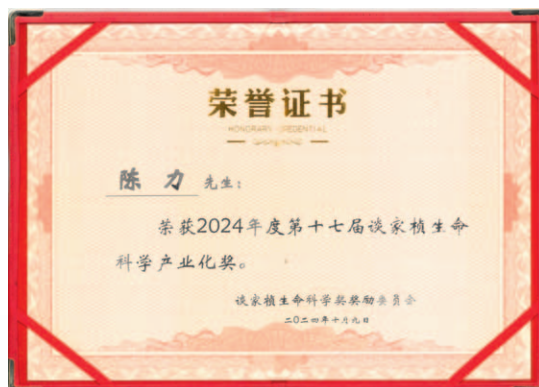 荣誉证书
HONORARY CREDENTIAL
陈 力 先生：
荣获2024年度第十七届谈家桢生命
科学产业化奖。
谈家桢生命科学奖奖励委员会
二〇二四年十月九日